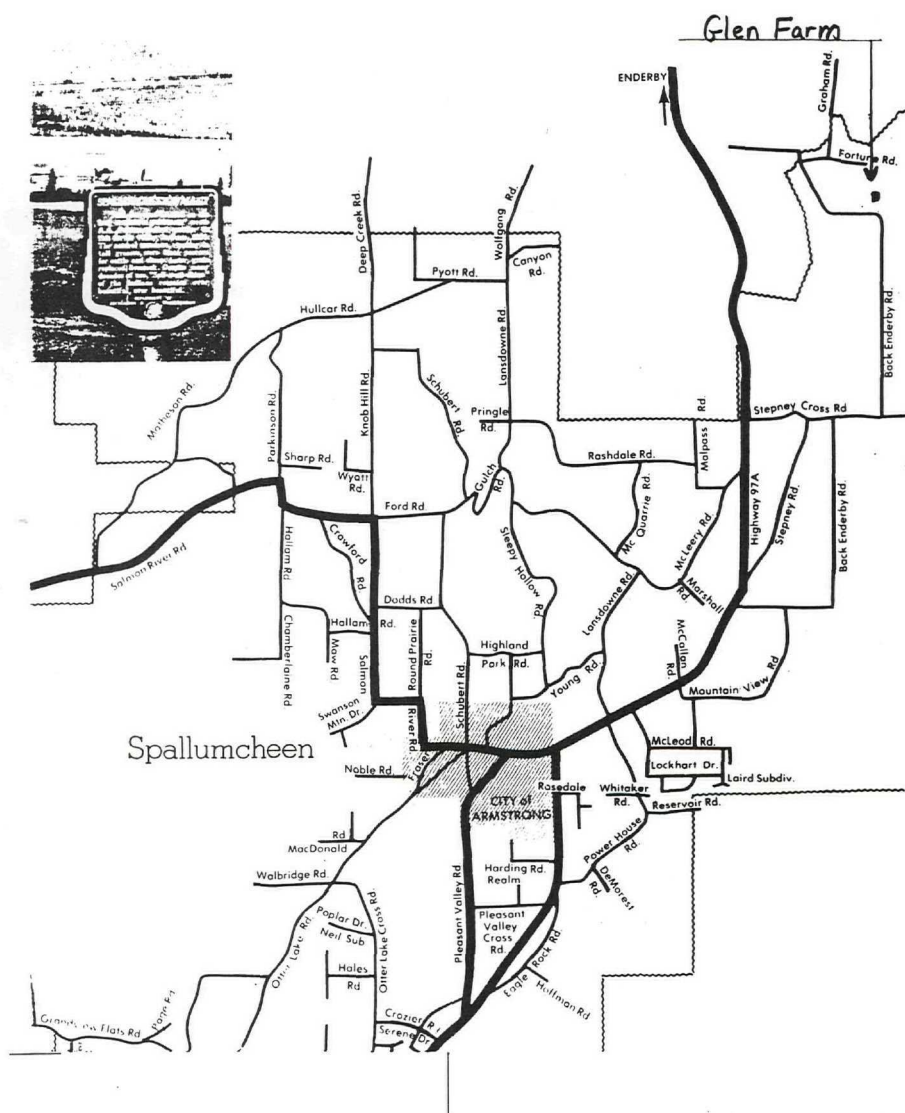 Glen Farm
ENDERBY
Graham Rd.
Fortune Rd.
Deep Creek Rd.
Wolfgang Rd.
Canyon Rd.
Pyott Rd.
Back Enderby Rd.
Hullcar Rd.
Lansdowne Rd
Matheson Rd.
Parkinson Rd.
Knob Hill Rd.
Schubert Rd.
Pringle Rd.
Malpass Rd.
Stepney Cross Rd
Sharp Rd.
Wyatt Rd.
Rashdale Rd.
Gulch Rd.
Ford Rd
Mc Quarrie Rd.
McLeery Rd.
Highway 97A
Stepney Rd.
Back Enderby Rd.
Salmon River Rd
Hallam Rd
Crawford Rd
Sleepy Hollow Rd.
Lansdowne Rd
Marshall Rd.
Dodds Rd
Chamberlaine Rd
Hallam Rd.
Maw Rd
Salmon River Rd
Round Prairie Rd.
Schubert Rd.
Highland Park Rd.
McCallan Rd.
Young Rd.
Mountain View Rd
Swanson Mtn. Dr.
Spallumcheen
McLeod Rd.
Lockhart Dr.
Laird Subdiv.
Noble Rd.
Fraser
CITY of ARMSTRONG
Rosedale
Whitaker Rd.
Reservoir Rd.
MacDonald Rd
Power House Rd.
Harding Rd.
Realm
DeMorest Rd.
Walbridge Rd.
Poplar Dr.
Neil Sub
Otter Lake Rd.
Otter Lake Cross Rd.
Pleasant Valley Rd
Pleasant Valley Cross Rd.
Eagle Rock Rd.
Hoffman Rd
Hales Rd
Crozier Rd
Serene Dr
Page Rd
Flats Rd